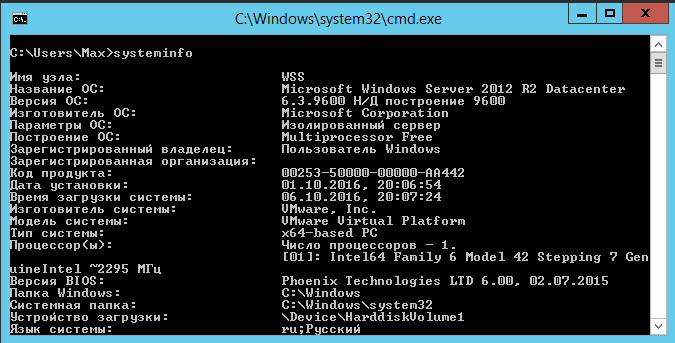 C:\Windows\system32\cmd.exe
C:\Users\Max>systeminfo
Имя узла: WSS
Название ОС: Microsoft Windows Server 2012 R2 Datacenter
Версия ОС: 6.3.9600 Н/Д построение 9600
Изготовитель ОС: Microsoft Corporation
Параметры ОС: Изолированный сервер
Построение ОС: Multiprocessor Free
Зарегистрированный владелец: Пользователь Windows
Зарегистрированная организация:
Код продукта: 00253-50000-00000-AA442
Дата установки: 01.10.2016, 20:06:54
Время загрузки системы: 06.10.2016, 20:07:24
Изготовитель системы: VMware, Inc.
Модель системы: VMware Virtual Platform
Тип системы: x64-based PC
Процессор(ы): Число процессоров - 1.
[01]: Intel64 Family 6 Model 42 Stepping 7 Gen
uineIntel ~2295 МГц
Версия BIOS: Phoenix Technologies LTD 6.00, 02.07.2015
Папка Windows: C:\Windows
Системная папка: C:\Windows\system32
Устройство загрузки: \Device\HarddiskVolume1
Язык системы: ru;Русский